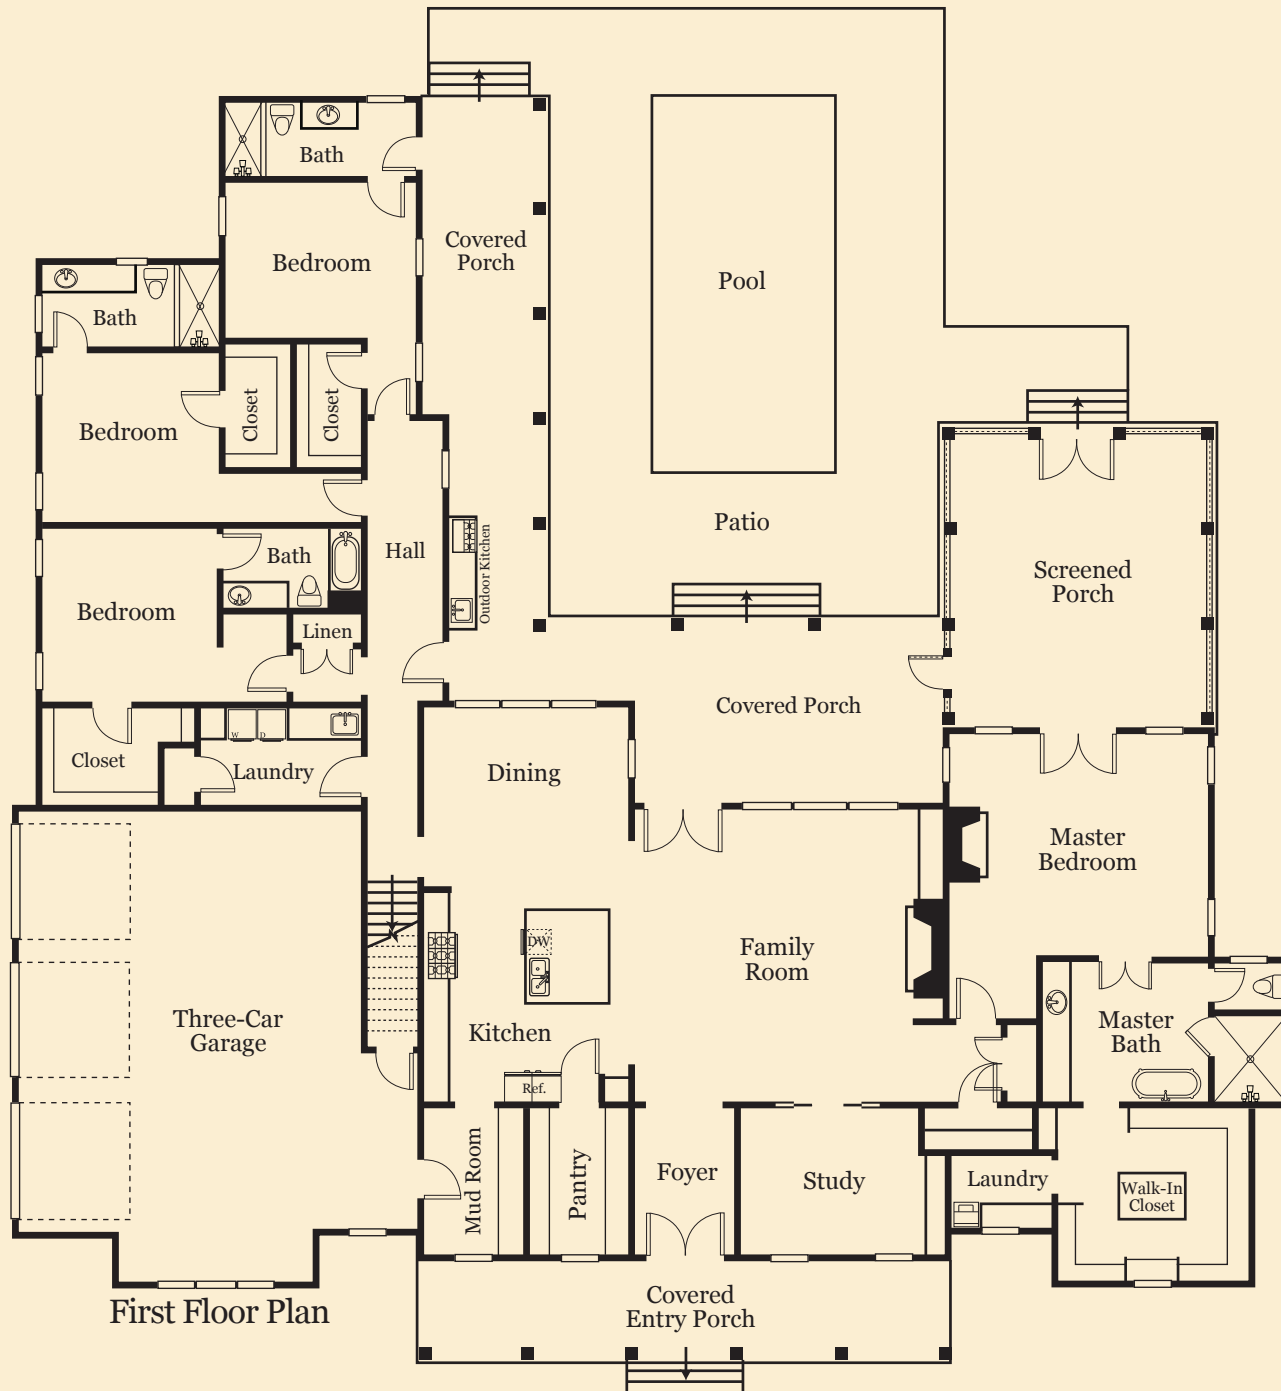 Bath
Covered
Porch
Bedroom
Pool
Bath
Closet
Closet
Bedroom
Patio
Hall
Outdoor Kitchen
Bath
Screened
Porch
Bedroom
Linen
Covered Porch
W
D
Closet
Laundry
Dining
Master
Bedroom
DW
Family
Room
Three-Car
Garage
Kitchen
Master
Bath
Ref.
Mud Room
Pantry
Foyer
Study
Laundry
Walk-In
Closet
First Floor Plan
Covered
Entry Porch